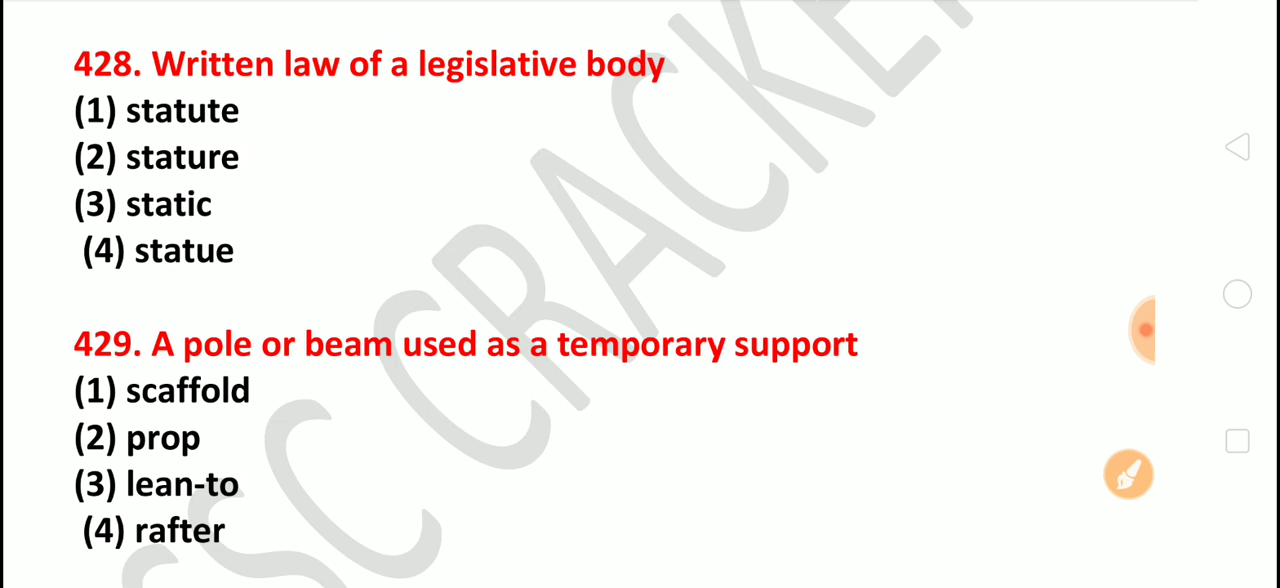 428. Written law of a legislative body
(1) statute
(2) stature
(3) static
(4) statue
429. A pole or beam used as a temporary support
(1) scaffold
(2) prop
(3) lean-to
(4) rafter
SSC CRACKER